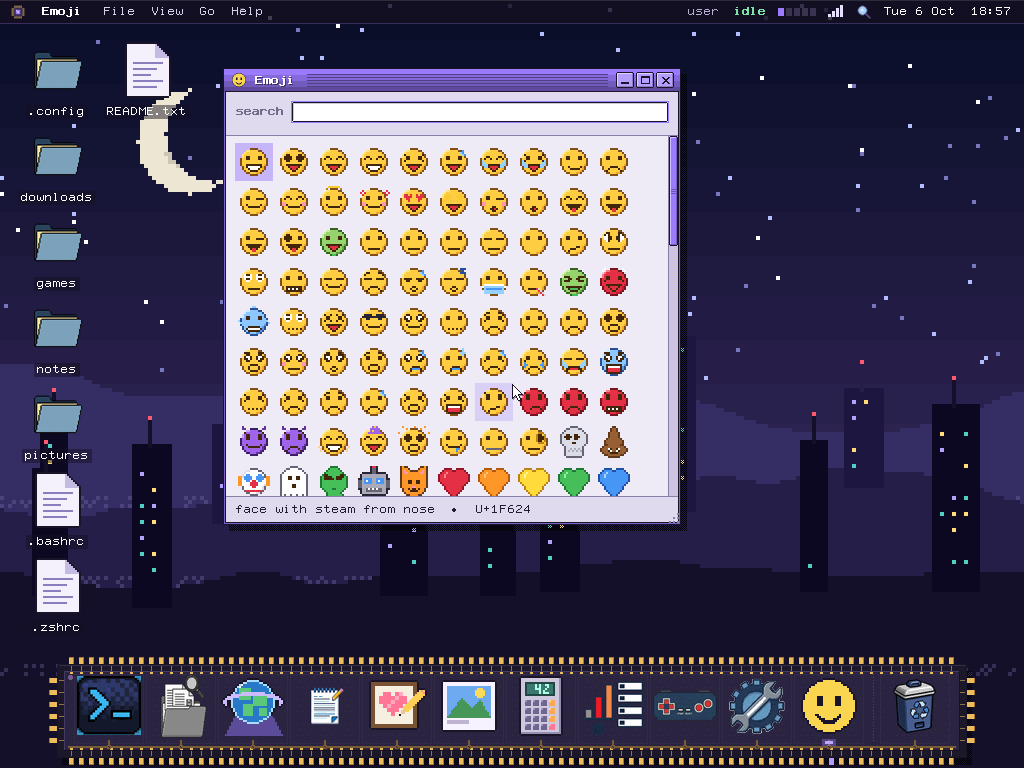 Emoji File View Go Help user idle Tue 6 Oct 18:57
.config
README.txt
downloads
games
notes
pictures
.bashrc
.zshrc
Emoji
search
face with steam from nose • U+1F624
42